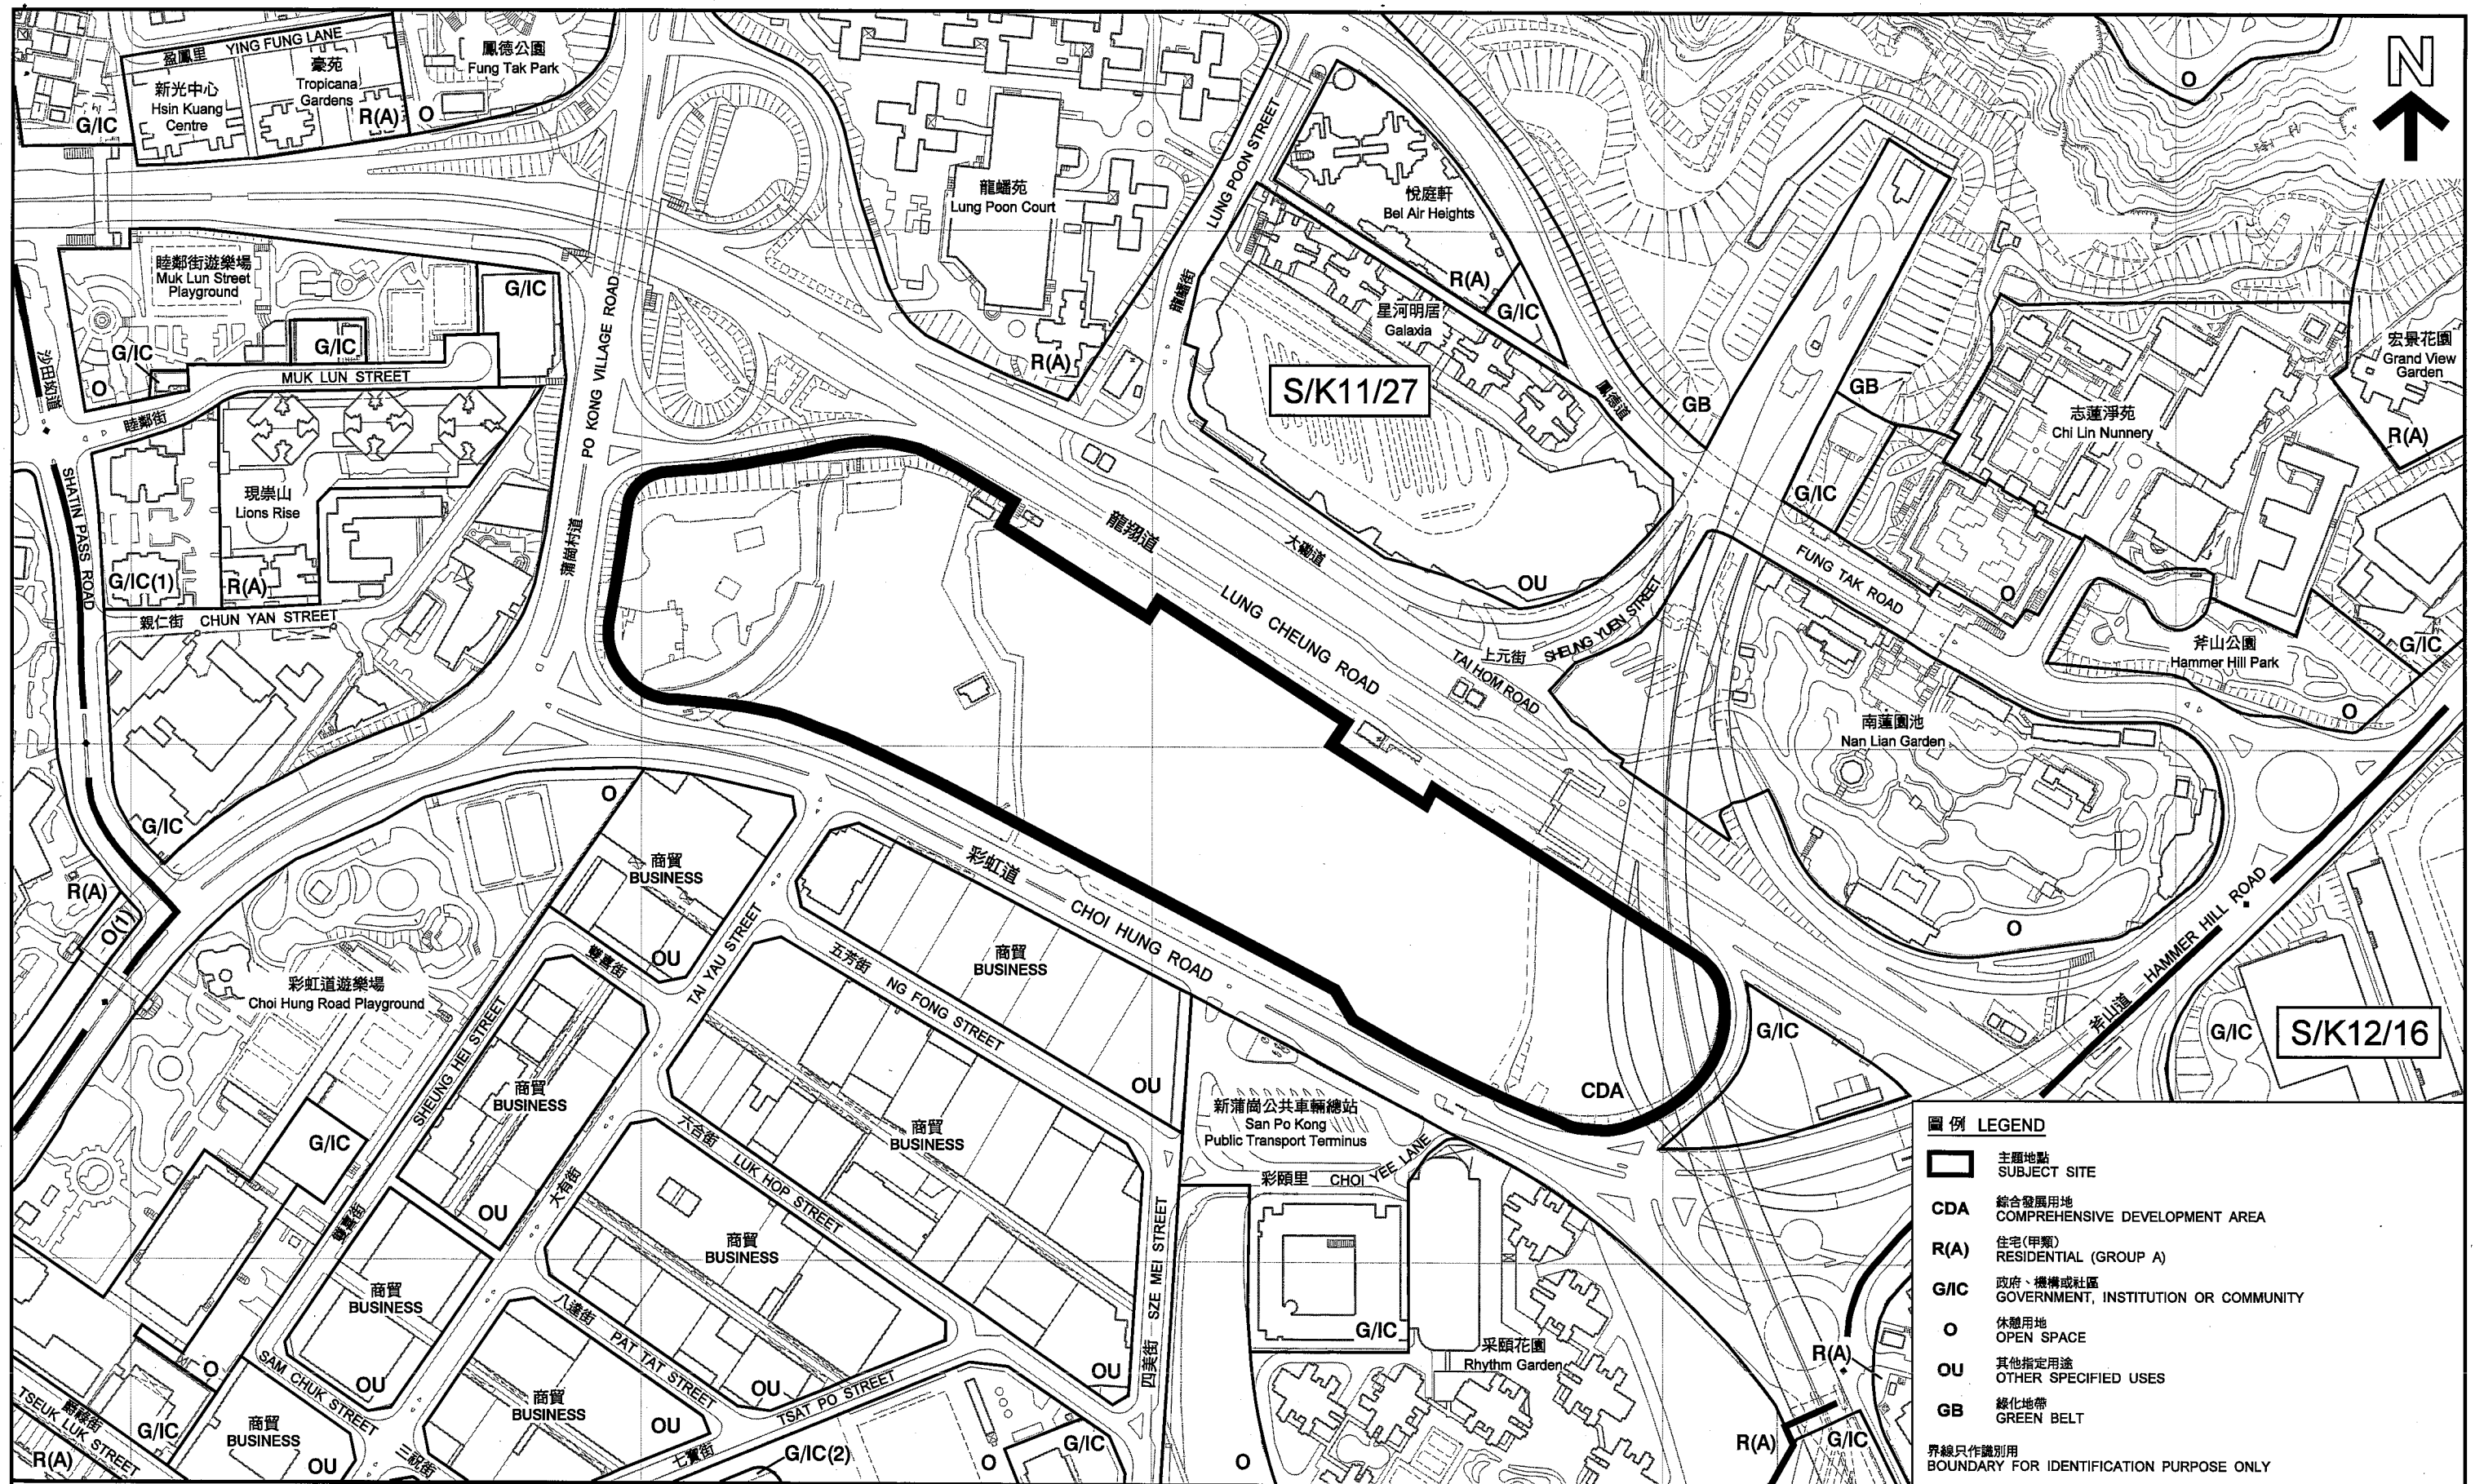 盈鳳里 YING FUNG LANE
新光中心
Hsin Kuang
Centre
豪苑
Tropicana
Gardens
R(A)
G/IC
鳳德公園
Fung Tak Park
O
龍蟠苑
Lung Poon Court
R(A)
LUNG POON STREET
龍蟠街
悅庭軒
Bel Air Heights
R(A)
G/IC
星河明居
Galaxia
S/K11/27
O
N
鳳德道
GB
GB
G/IC
志蓮淨苑
Chi Lin Nunnery
宏景花園
Grand View
Garden
R(A)
睦鄰街遊樂場
Muk Lun Street
Playground
G/IC
G/IC
G/IC
O
MUK LUN STREET
睦鄰街
沙田坳道
SHATIN PASS ROAD
PO KONG VILLAGE ROAD
蒲崗村道
現崇山
Lions Rise
G/IC(1)
R(A)
親仁街 CHUN YAN STREET
龍翔道
LUNG CHEUNG ROAD
大磡道
TAI HOM ROAD
OU
上元街 SHEUNG YUEN STREET
FUNG TAK ROAD
O
斧山公園
Hammer Hill Park
G/IC
O
南蓮園池
Nan Lian Garden
O
斧山道
HAMMER HILL ROAD
G/IC
S/K12/16
G/IC
R(A)
O(1)
O
商貿
BUSINESS
OU
彩虹道遊樂場
Choi Hung Road Playground
G/IC
雙喜街
SHEUNG HEI STREET
雙喜街
TAI YAU STREET
大有街
五芳街
NG FONG STREET
彩虹道
CHOI HUNG ROAD
商貿
BUSINESS
OU
CDA
G/IC
商貿
BUSINESS
OU
商貿
BUSINESS
OU
六合街
LUK HOP STREET
新蒲崗公共車輛總站
San Po Kong
Public Transport Terminus
彩頤里 CHOI YEE LANE
四美街 SZE MEI STREET
商貿
BUSINESS
OU
商貿
BUSINESS
OU
八達街
PAT TAT STREET
商貿
BUSINESS
OU
七寶街
TSAT PO STREET
G/IC(2)
O
G/IC
O
G/IC
采頤花園
Rhythm Garden
R(A)
R(A)
G/IC
O
G/IC
爵祿街
TSEUK LUK STREET
R(A)
SAM CHUK STREET
三祝街
商貿
BUSINESS
OU
圖例 LEGEND
主題地點
SUBJECT SITE
CDA
綜合發展用地
COMPREHENSIVE DEVELOPMENT AREA
R(A)
住宅(甲類)
RESIDENTIAL (GROUP A)
G/IC
政府、機構或社區
GOVERNMENT, INSTITUTION OR COMMUNITY
O
休憩用地
OPEN SPACE
OU
其他指定用途
OTHER SPECIFIED USES
GB
綠化地帶
GREEN BELT
界線只作識別用
BOUNDARY FOR IDENTIFICATION PURPOSE ONLY